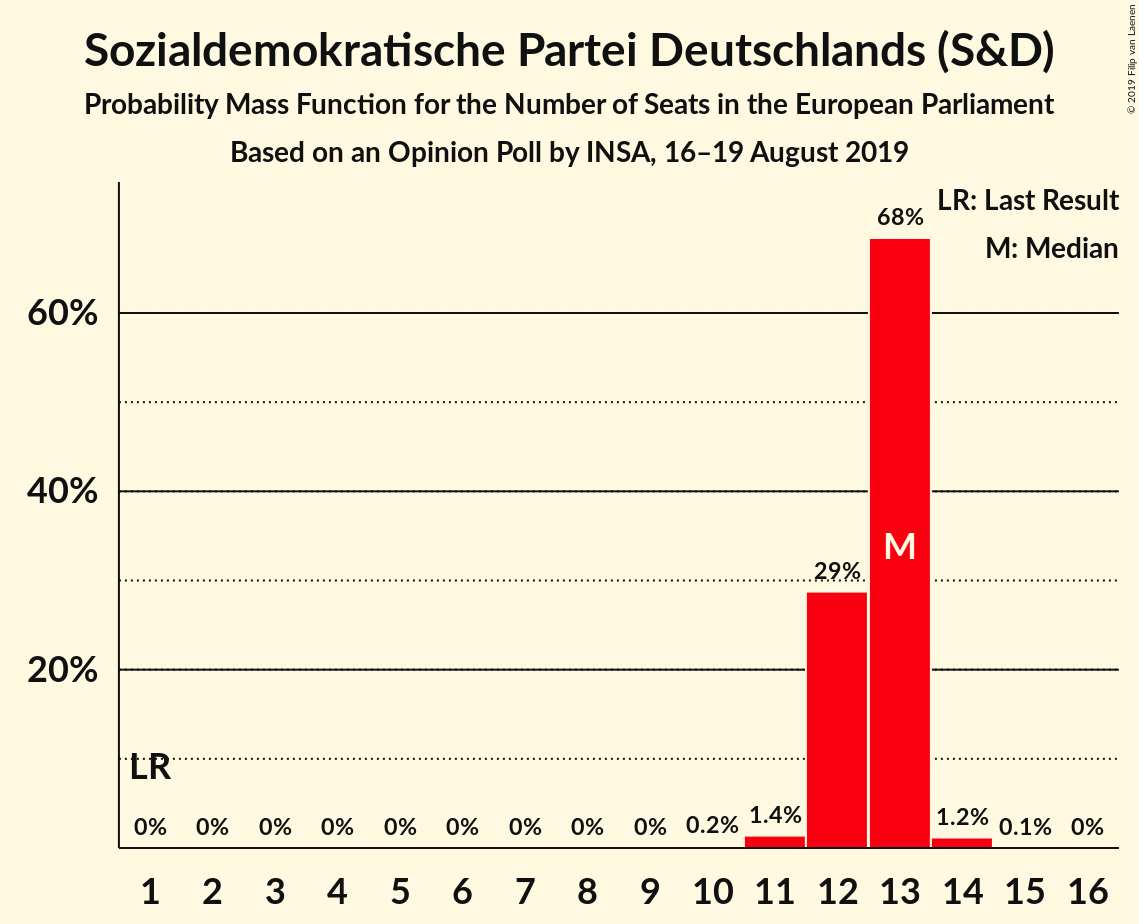 © 2019 Filip van Laenen
Sozialdemokratische Partei Deutschlands (S&D)
Probability Mass Function for the Number of Seats in the European Parliament
Based on an Opinion Poll by INSA, 16–19 August 2019
LR: Last Result
M: Median
68%
60%
40%
M
29%
20%
LR
0% 0% 0% 0% 0% 0% 0% 0% 0% 0.2% 1.4% 1.2% 0.1% 0%
1 2 3 4 5 6 7 8 9 10 11 12 13 14 15 16